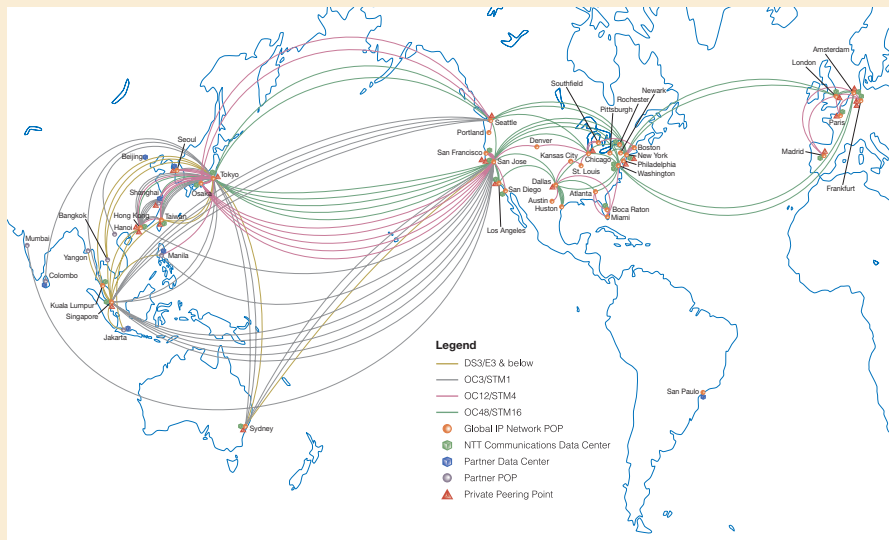 Amsterdam
London
Newark
Southfield
Rochester
Pittsburgh
Seattle
Portland
Seoul
Beijing
Denver
Boston
Paris
San Francisco
San Jose
Kansas City
Chicago
New York
Philadelphia
St. Louis
Washington
Madrid
Tokyo
Osaka
Shanghai
Dallas
San Diego
Atlanta
Frankfurt
Austin
Huston
Boca Raton
Miami
Bangkok
Hong Kong
Taiwan
Hanoi
Los Angeles
Mumbai
Yangon
Manila
Colombo
Kuala Lumpur
Singapore
Jakarta
Legend
DS3/E3 & below
OC3/STM1
OC12/STM4
OC48/STM16
San Paulo
Sydney
Global IP Network POP
NTT Communications Data Center
Partner Data Center
Partner POP
Private Peering Point